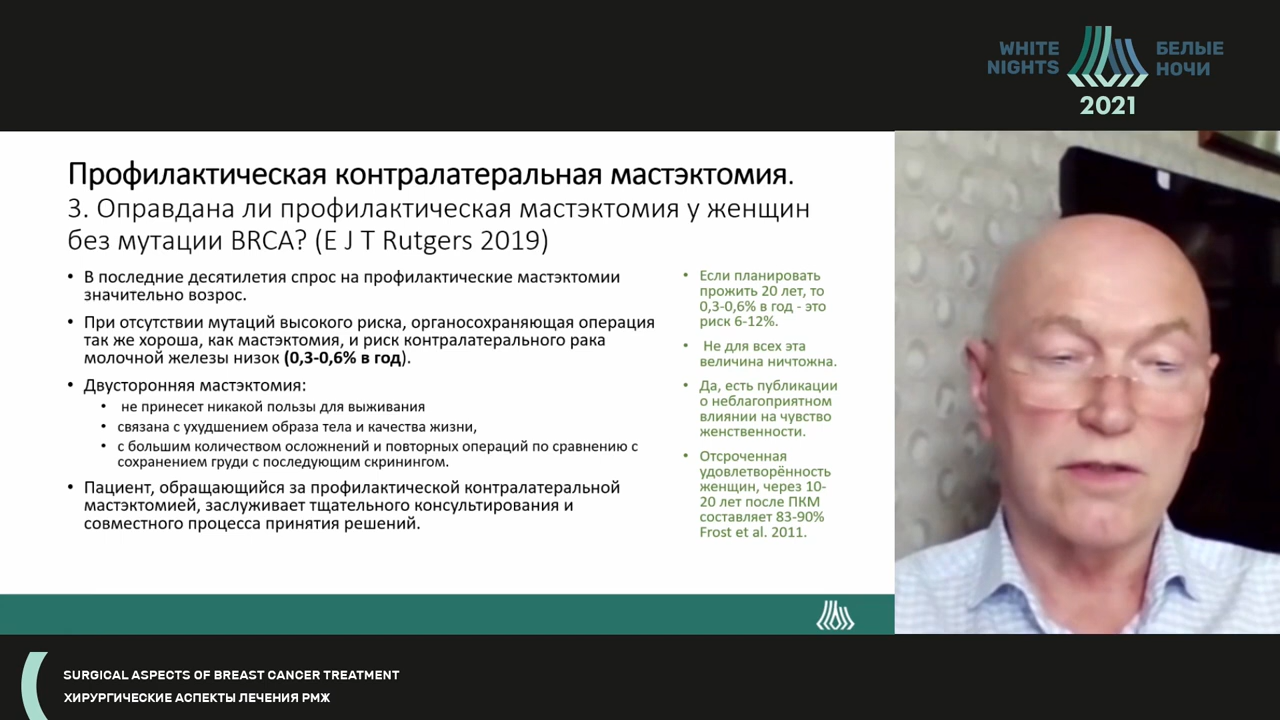 WHITE
NIGHTS
БЕЛЫЕ
НОЧИ
2021
Профилактическая контралатеральная мастэктомия.
3. Оправдана ли профилактическая мастэктомия у женщин
без мутации BRCA? (E J T Rutgers 2019)
• В последние десятилетия спрос на профилактические мастэктомии
значительно возрос.
• При отсутствии мутаций высокого риска, органосохраняющая операция
так же хороша, как мастэктомия, и риск контралатерального рака
молочной железы низок (0,3-0,6% в год).
• Двусторонняя мастэктомия:
• не принесет никакой пользы для выживания
• связана с ухудшением образа тела и качества жизни,
• с большим количеством осложнений и повторных операций по сравнению с
сохранением груди с последующим скринингом.
• Пациент, обращающийся за профилактической контралатеральной
мастэктомией, заслуживает тщательного консультирования и
совместного процесса принятия решений.
• Если планировать
прожить 20 лет, то
0,3-0,6% в год - это
риск 6-12%.
• Не для всех эта
величина ничтожна.
• Да, есть публикации
о неблагоприятном
влиянии на чувство
женственности.
• Отсроченная
удовлетворённость
женщин, через 10-
20 лет после ПКМ
составляет 83-90%
Frost et al. 2011.
SURGICAL ASPECTS OF BREAST CANCER TREATMENT
ХИРУРГИЧЕСКИЕ АСПЕКТЫ ЛЕЧЕНИЯ РМЖ